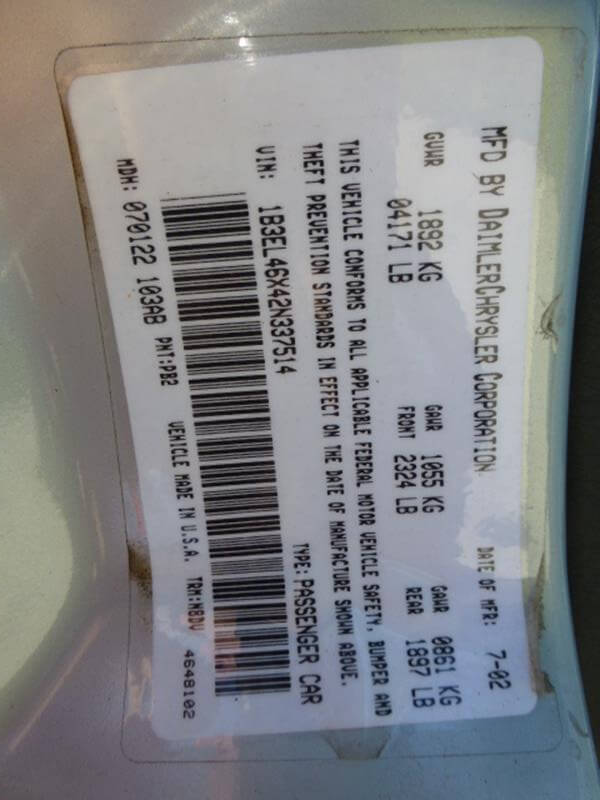 MFD BY DAIMLERCHRYSLER CORPORATION DATE OF MFR: 7-02
GVWR 1892 KG GAWR 1055 KG GAWR 0861 KG
04171 LB FRONT 2324 LB REAR 1897 LB
THIS VEHICLE CONFORMS TO ALL APPLICABLE FEDERAL MOTOR VEHICLE SAFETY, BUMPER AND
THEFT PREVENTION STANDARDS IN EFFECT ON THE DATE OF MANUFACTURE SHOWN ABOVE.
VIN: 1B3EL46X42N337514 TYPE: PASSENGER CAR
MDH: 070122 103AB PNT:PB2 VEHICLE MADE IN U.S.A. TRM:NBDV 4648102